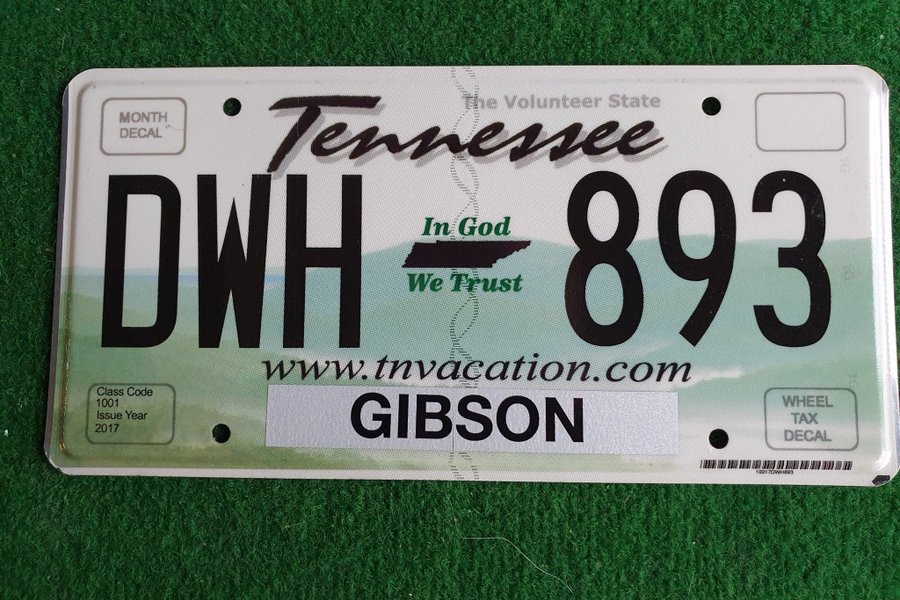 The Volunteer State
MONTH
DECAL
Tennessee
DWH 893
In God
We Trust
www.tnvacation.com
Class Code
1001
Issue Year
2017
GIBSON
WHEEL
TAX
DECAL
10017DWH893